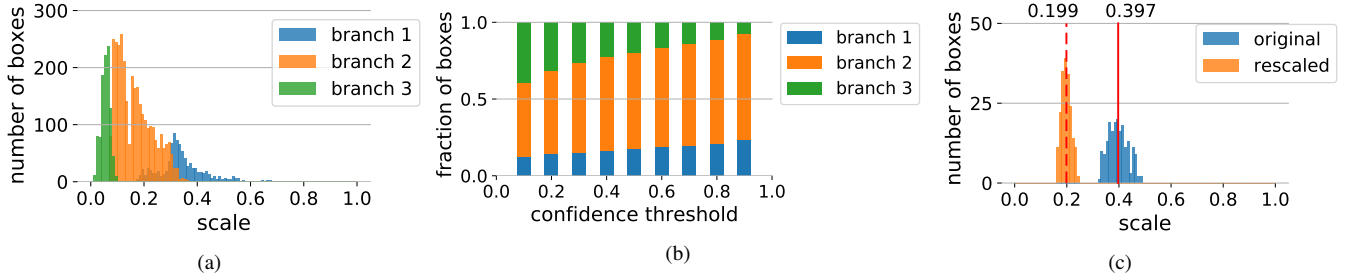 number of boxes
300
200
100
0
0.0 0.2 0.4 0.6 0.8 1.0
scale
branch 1
branch 2
branch 3
(a)
fraction of boxes
1.0
0.5
0.0
0.0 0.2 0.4 0.6 0.8 1.0
confidence threshold
branch 1
branch 2
branch 3
(b)
number of boxes
0.199 0.397
50
25
0
0.0 0.2 0.4 0.6 0.8 1.0
scale
original
rescaled
(c)